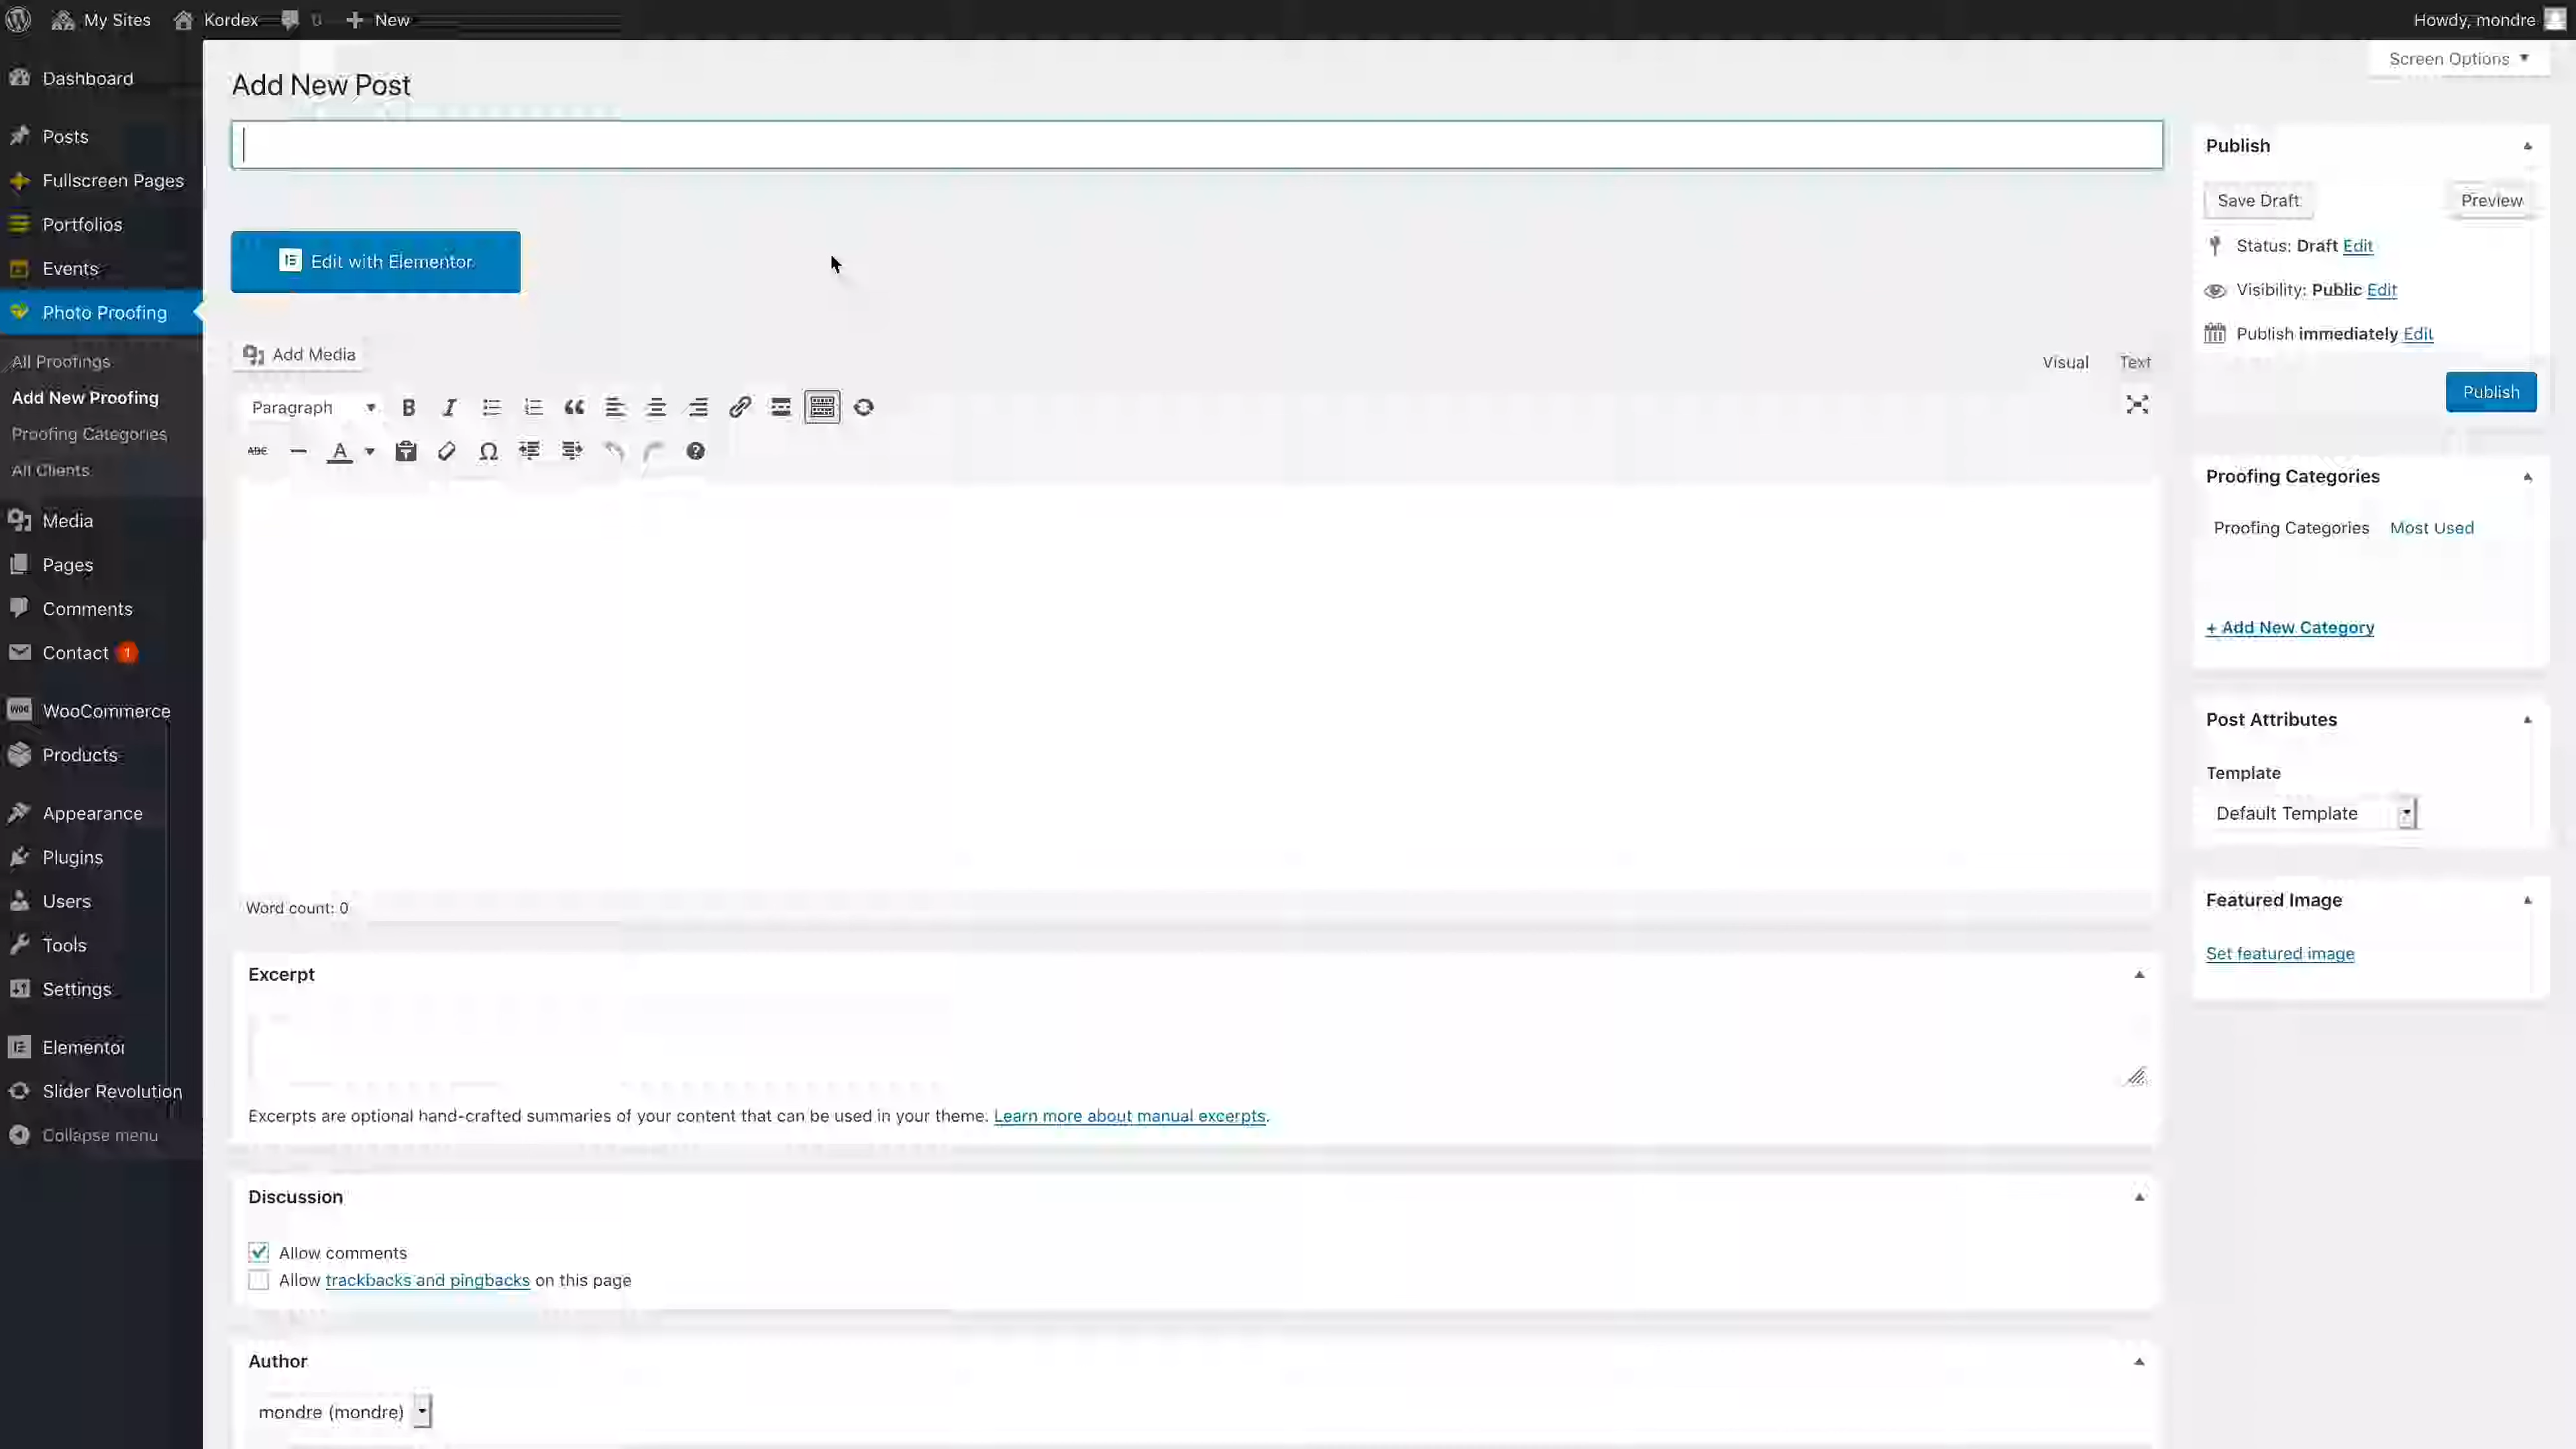 My Sites
Kordex
New
Howdy, mondre
Dashboard
Posts
Fullscreen Pages
Portfolios
Events
Photo Proofing
All Proofings
Add New Proofing
Proofing Categories
All Clients
Media
Pages
Comments
Contact 1
WooCommerce
Products
Appearance
Plugins
Users
Tools
Settings
Elementor
Slider Revolution
Collapse menu
Screen Options
Add New Post
Edit with Elementor
Add Media
Visual
Text
Paragraph
B I
ABC
A
Ω
Word count: 0
Excerpt
Excerpts are optional hand-crafted summaries of your content that can be used in your theme. Learn more about manual excerpts.
Discussion
Allow comments
Allow trackbacks and pingbacks on this page
Author
mondre (mondre)
Publish
Save Draft
Preview
Status: Draft Edit
Visibility: Public Edit
Publish immediately Edit
Publish
Proofing Categories
Proofing Categories
Most Used
+ Add New Category
Post Attributes
Template
Default Template
Featured Image
Set featured image